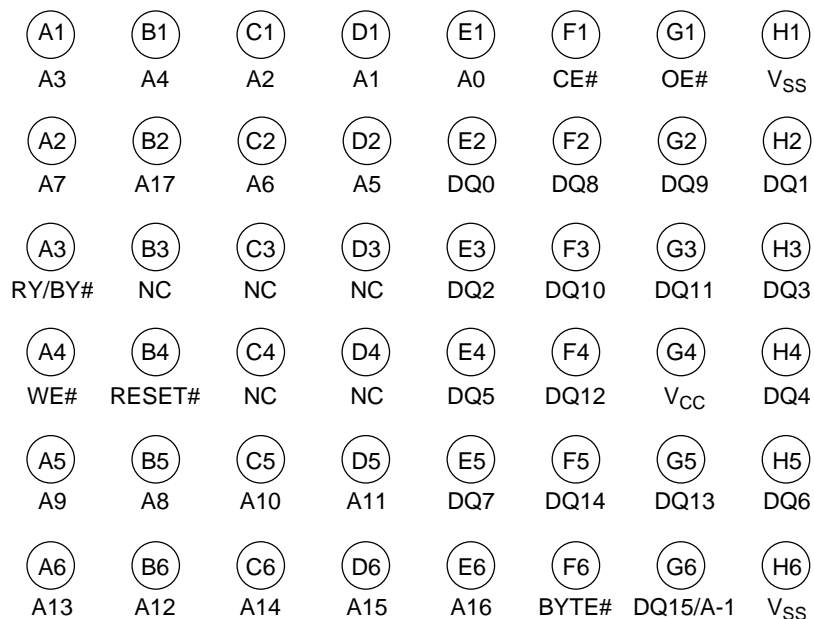 A1 B1 C1 D1 E1 F1 G1 H1
A3 A4 A2 A1 A0 CE# OE# VSS
A2 B2 C2 D2 E2 F2 G2 H2
A7 A17 A6 A5 DQ0 DQ8 DQ9 DQ1
A3 B3 C3 D3 E3 F3 G3 H3
RY/BY# NC NC NC DQ2 DQ10 DQ11 DQ3
A4 B4 C4 D4 E4 F4 G4 H4
WE# RESET# NC NC DQ5 DQ12 VCC DQ4
A5 B5 C5 D5 E5 F5 G5 H5
A9 A8 A10 A11 DQ7 DQ14 DQ13 DQ6
A6 B6 C6 D6 E6 F6 G6 H6
A13 A12 A14 A15 A16 BYTE# DQ15/A-1 VSS